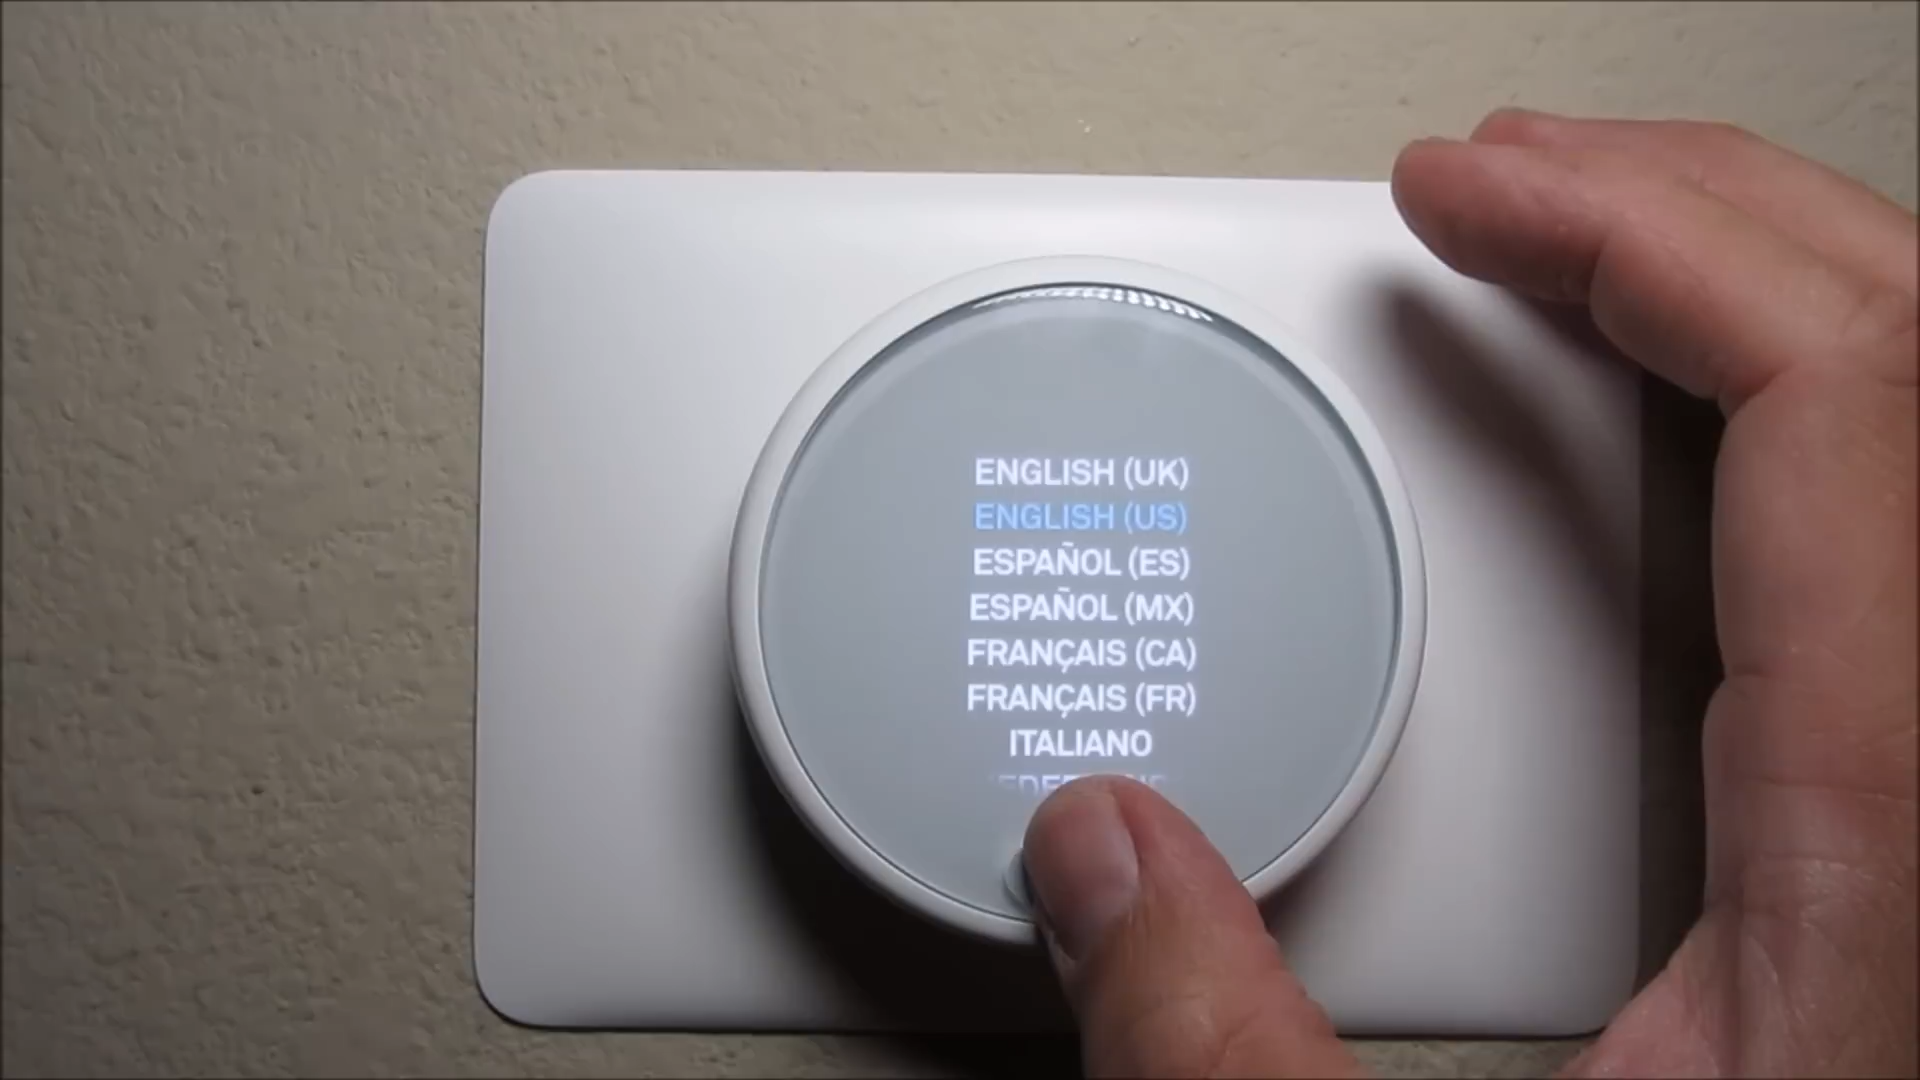 ENGLISH (UK)
ENGLISH (US)
ESPAÑOL (ES)
ESPAÑOL (MX)
FRANÇAIS (CA)
FRANÇAIS (FR)
ITALIANO